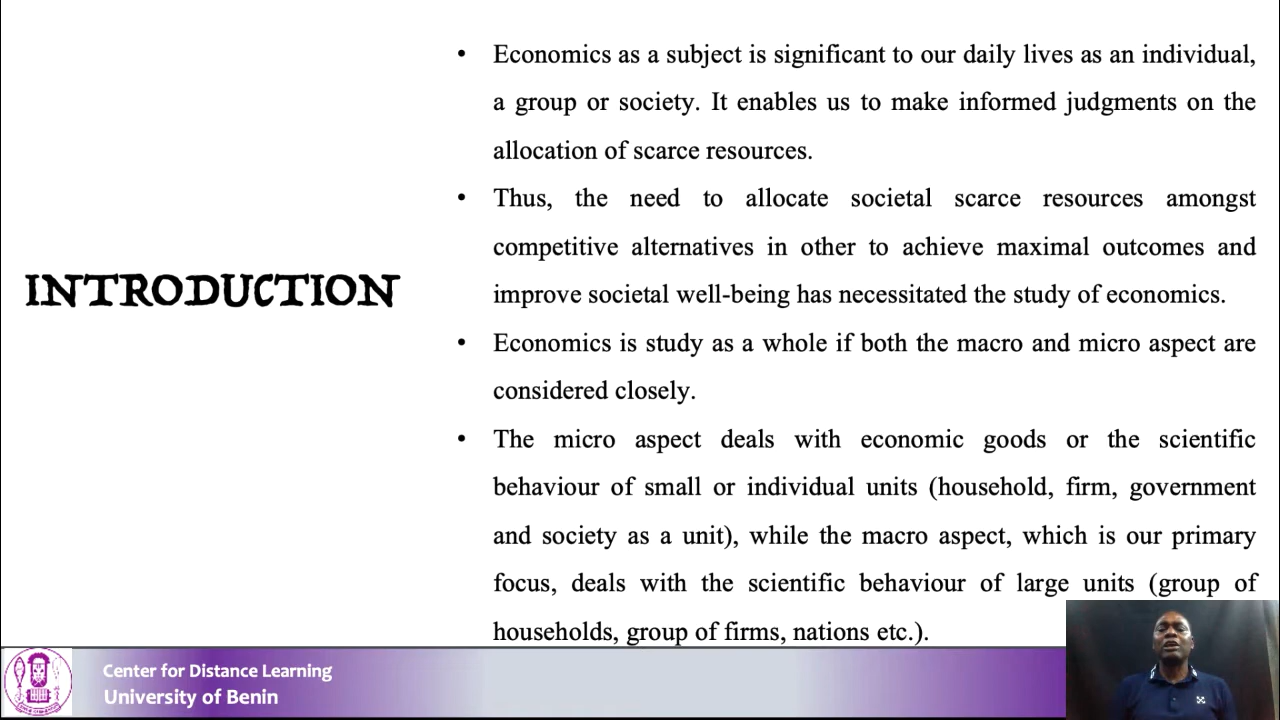 INTRODUCTION
• Economics as a subject is significant to our daily lives as an individual,
a group or society. It enables us to make informed judgments on the
allocation of scarce resources.
• Thus, the need to allocate societal scarce resources amongst
competitive alternatives in other to achieve maximal outcomes and
improve societal well-being has necessitated the study of economics.
• Economics is study as a whole if both the macro and micro aspect are
considered closely.
• The micro aspect deals with economic goods or the scientific
behaviour of small or individual units (household, firm, government
and society as a unit), while the macro aspect, which is our primary
focus, deals with the scientific behaviour of large units (group of
households, group of firms, nations etc.).
Center for Distance Learning
University of Benin